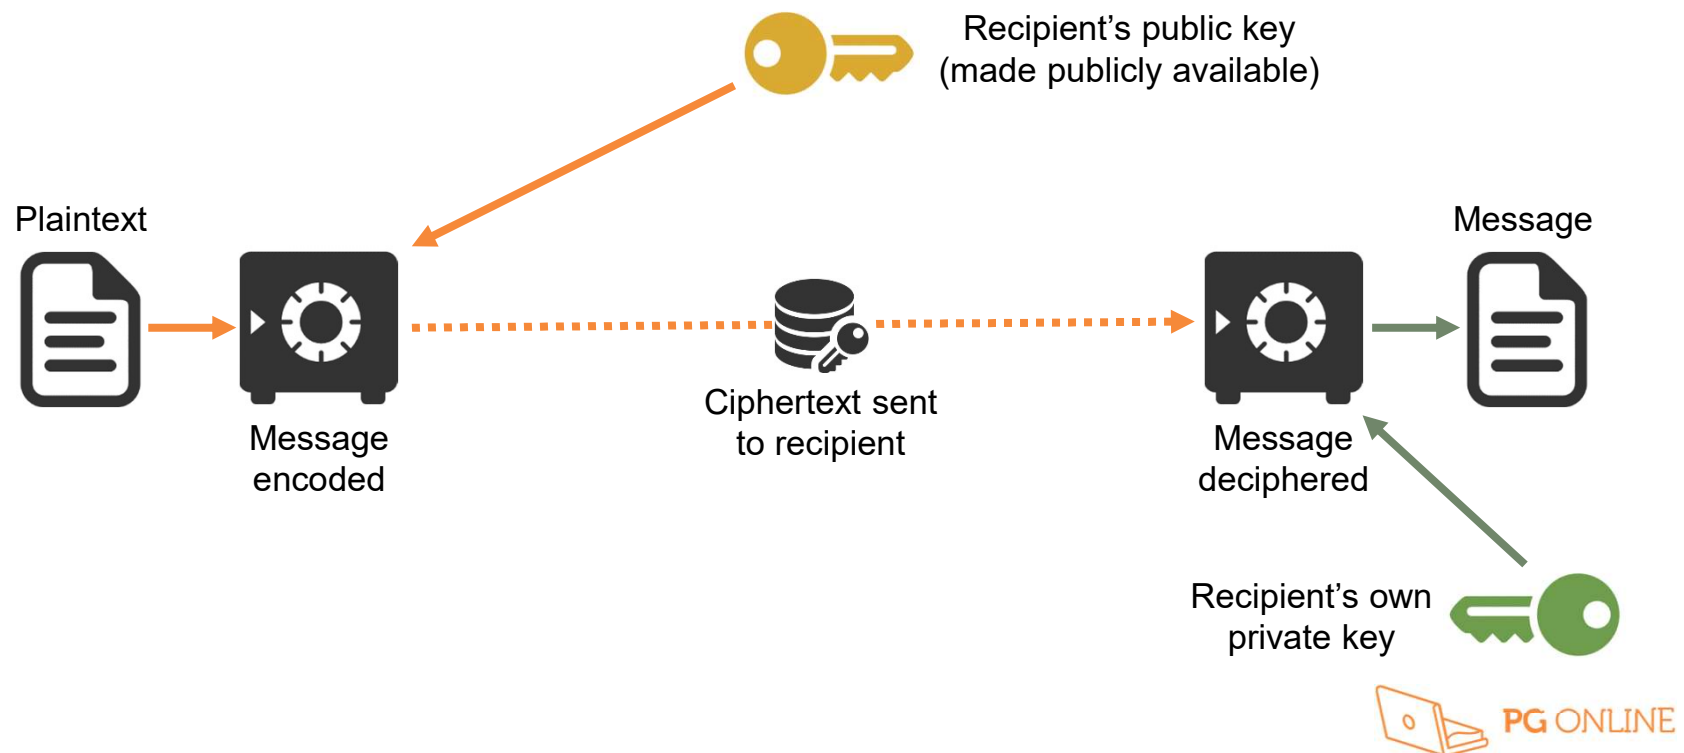 Recipient’s public key
(made publicly available)
Plaintext
Message
Message
encoded
Ciphertext sent
to recipient
Message
deciphered
Recipient’s own
private key
PG ONLINE